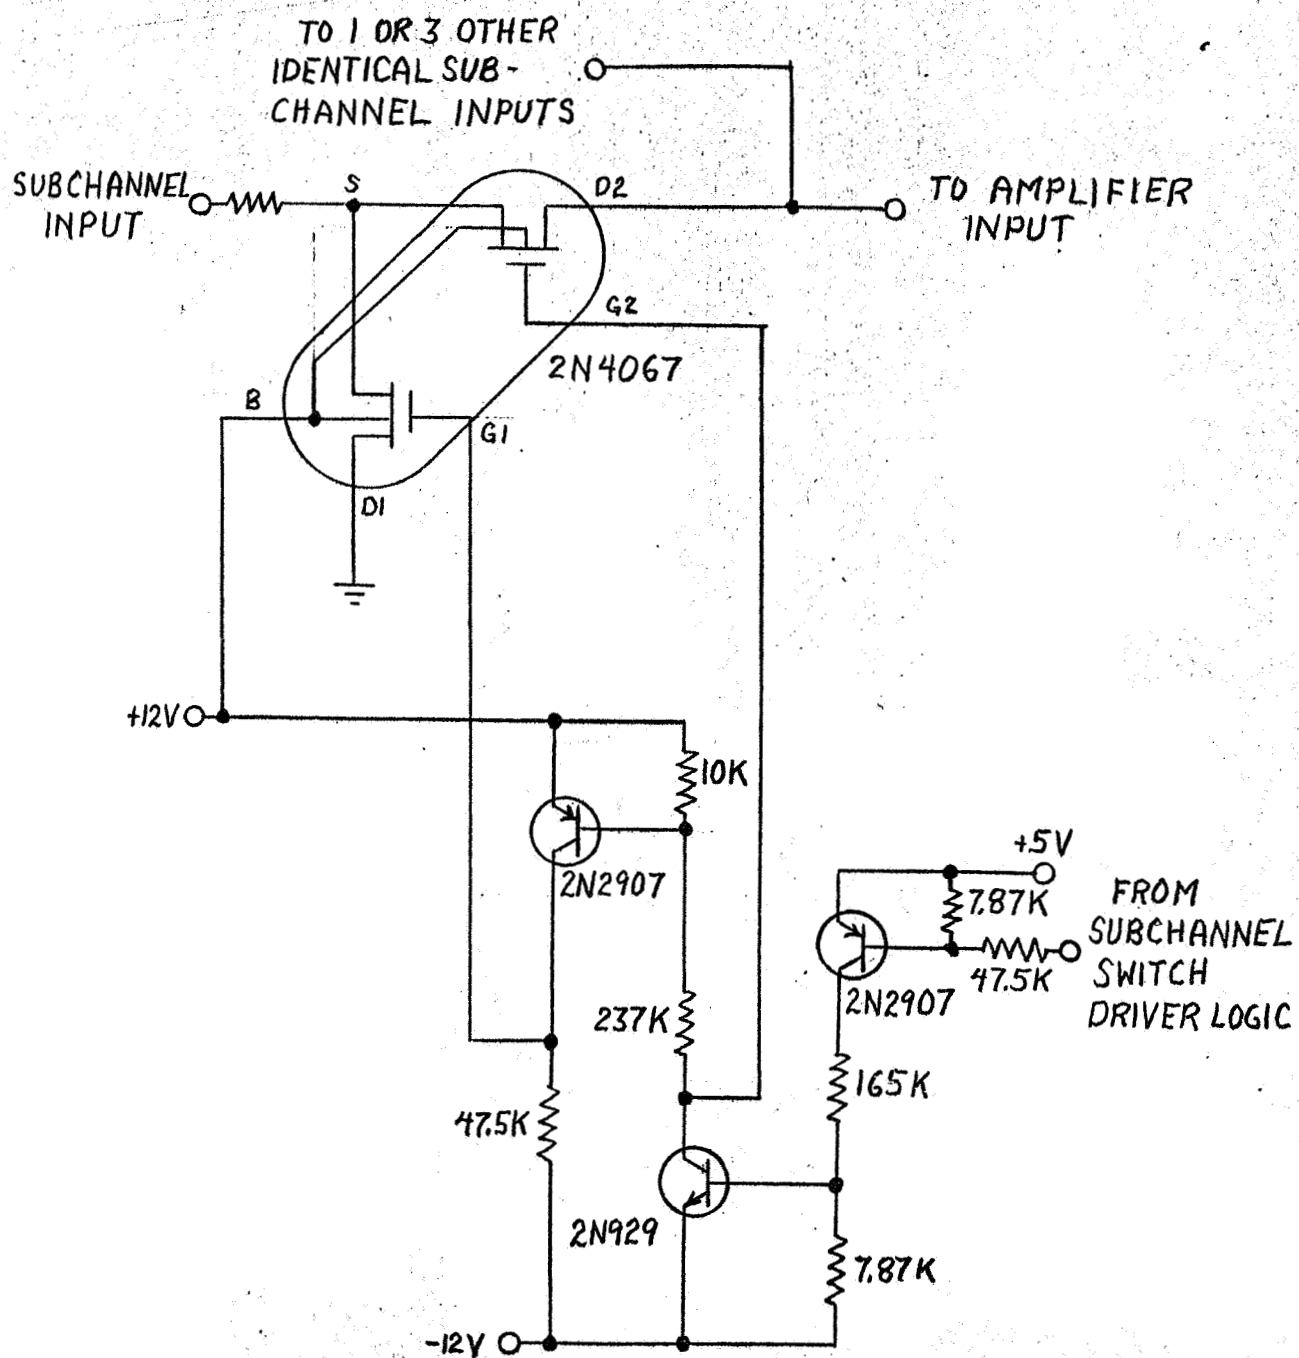 TO 1 OR 3 OTHER
IDENTICAL SUB-
CHANNEL INPUTS
SUBCHANNEL
INPUT
S
D2
TO AMPLIFIER
INPUT
G2
2N4067
B
G1
D1
+12V
10K
2N2907
+5V
7.87K
FROM
SUBCHANNEL
SWITCH
DRIVER LOGIC
47.5K
2N2907
237K
165K
47.5K
2N929
7.87K
-12V